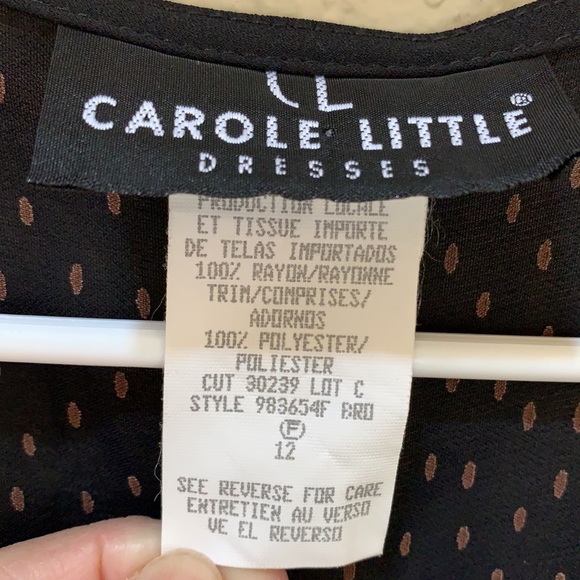 CL
CAROLE LITTLE®
DRESSES
PRODUCTION LOCALE
ET TISSUE IMPORTE
DE TELAS IMPORTADOS
100% RAYON/RAYONNE
TRIM/COMPRISES/
ADORNOS
100% POLYESTER/
POLIESTER
CUT 30239 LOT C
STYLE 983654F BRO
F
12
SEE REVERSE FOR CARE
ENTRETIEN AU VERSO
VE EL REVERSO